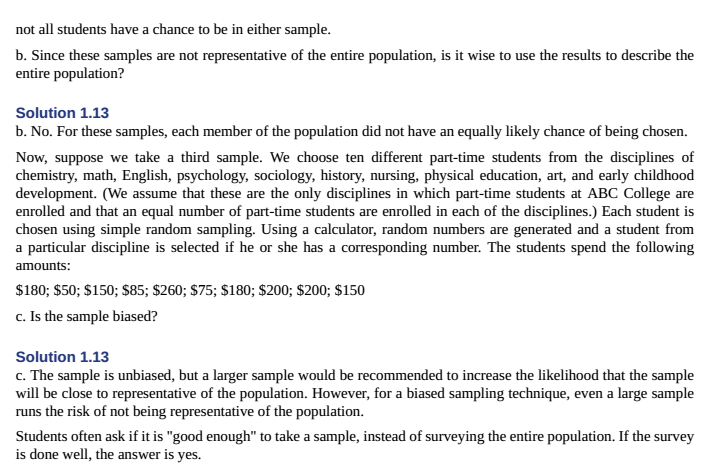 not all students have a chance to be in either sample.
b. Since these samples are not representative of the entire population, is it wise to use the results to describe the
entire population?
Solution 1.13
b. No. For these samples, each member of the population did not have an equally likely chance of being chosen.
Now, suppose we take a third sample. We choose ten different part-time students from the disciplines of
chemistry, math, English, psychology, sociology, history, nursing, physical education, art, and early childhood
development. (We assume that these are the only disciplines in which part-time students at ABC College are
enrolled and that an equal number of part-time students are enrolled in each of the disciplines.) Each student is
chosen using simple random sampling. Using a calculator, random numbers are generated and a student from
a particular discipline is selected if he or she has a corresponding number. The students spend the following
amounts:
$180; $50; $150; $85; $260; $75; $180; $200; $200; $150
c. Is the sample biased?
Solution 1.13
c. The sample is unbiased, but a larger sample would be recommended to increase the likelihood that the sample
will be close to representative of the population. However, for a biased sampling technique, even a large sample
runs the risk of not being representative of the population.
Students often ask if it is "good enough" to take a sample, instead of surveying the entire population. If the survey
is done well, the answer is yes.